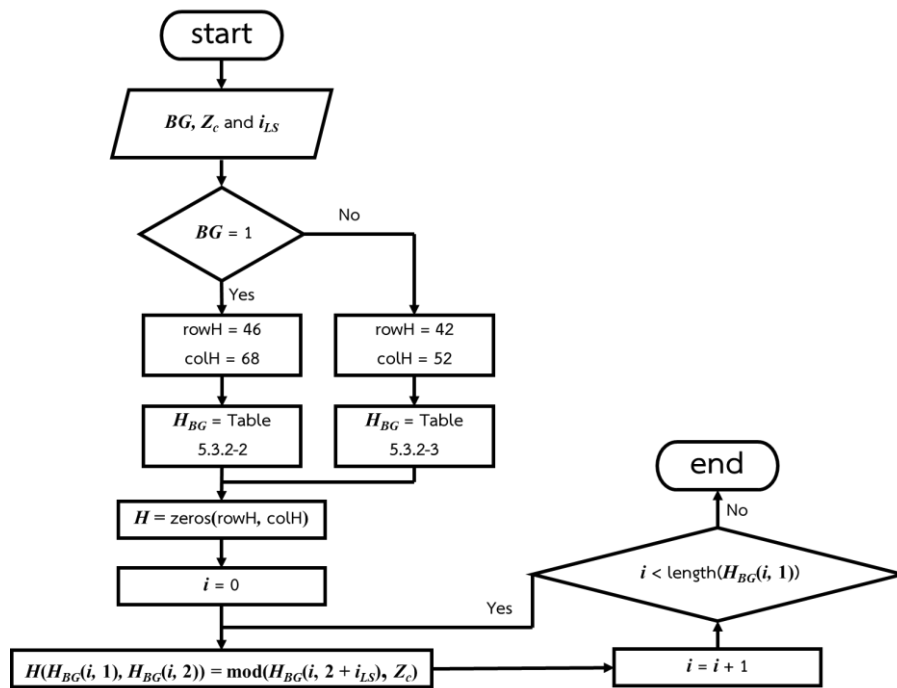 start
BG, Z_c and i_LS
BG = 1
No
Yes
rowH = 46
colH = 68
rowH = 42
colH = 52
H_BG = Table
5.3.2-2
H_BG = Table
5.3.2-3
H = zeros(rowH, colH)
i = 0
H(H_BG(i, 1), H_BG(i, 2)) = mod(H_BG(i, 2 + i_LS), Z_c)
i = i + 1
i < length(H_BG(i, 1))
Yes
No
end